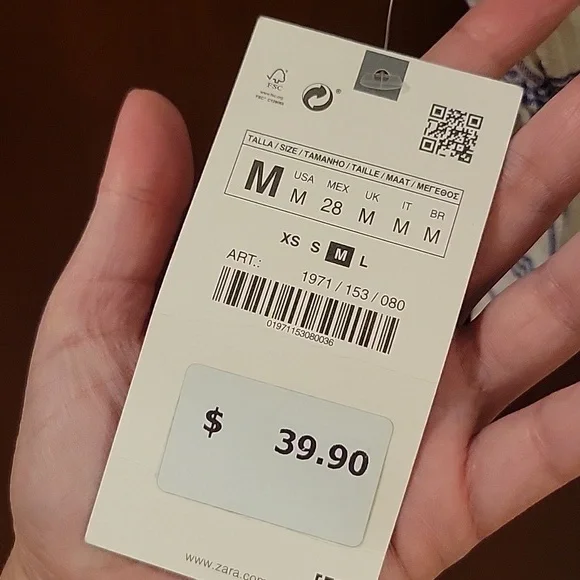 FSC
TALLA / SIZE / TAMANHO / TAILLE / MAAT / ΜΕΓΕΘΟΣ
M USA MEX UK IT BR
M 28 M M M
XS S M L
ART.: 1971 / 153 / 080
01971153080036
$ 39.90
www.zara.com